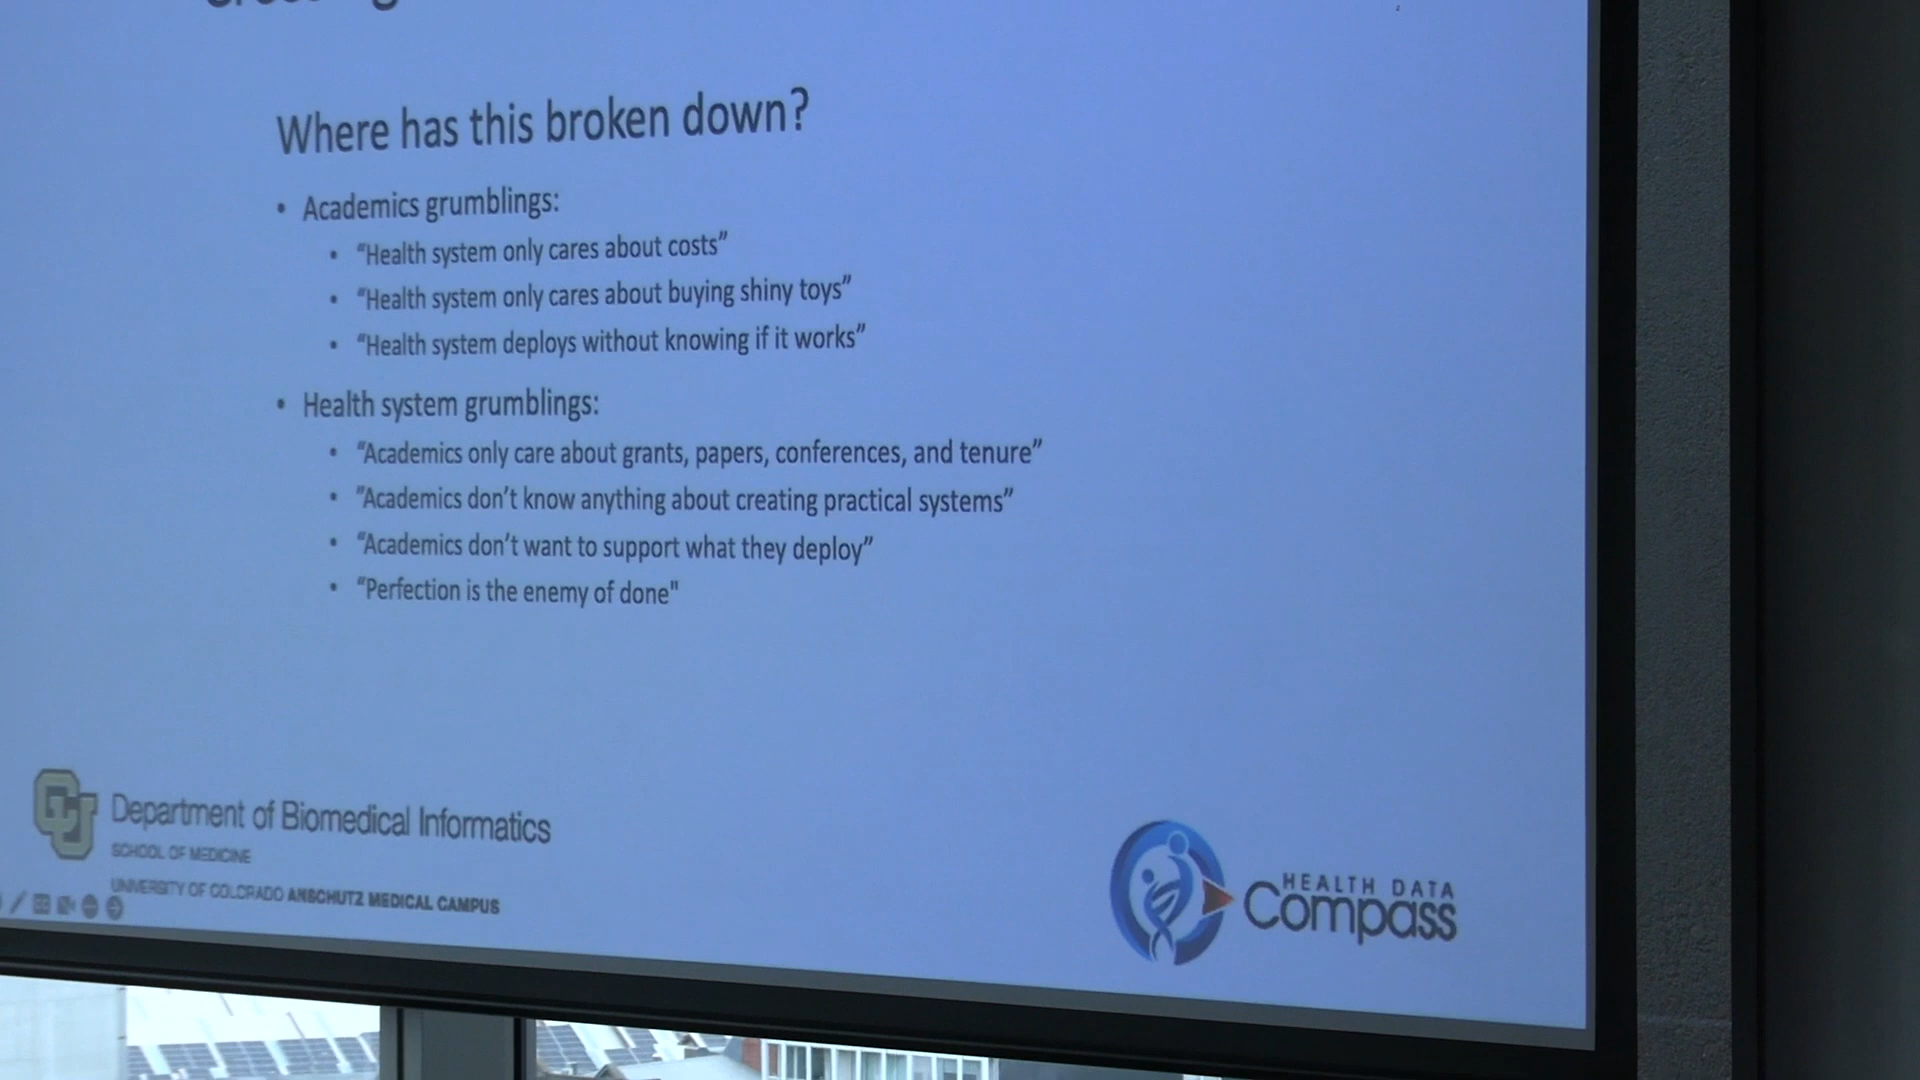 Where has this broken down?
• Academics grumblings:
• “Health system only cares about costs”
• “Health system only cares about buying shiny toys”
• “Health system deploys without knowing if it works”
• Health system grumblings:
• “Academics only care about grants, papers, conferences, and tenure”
• ”Academics don’t know anything about creating practical systems”
• “Academics don’t want to support what they deploy”
• “Perfection is the enemy of done"
CU
Department of Biomedical Informatics
SCHOOL OF MEDICINE
UNIVERSITY OF COLORADO ANSCHUTZ MEDICAL CAMPUS
HEALTH DATA
Compass